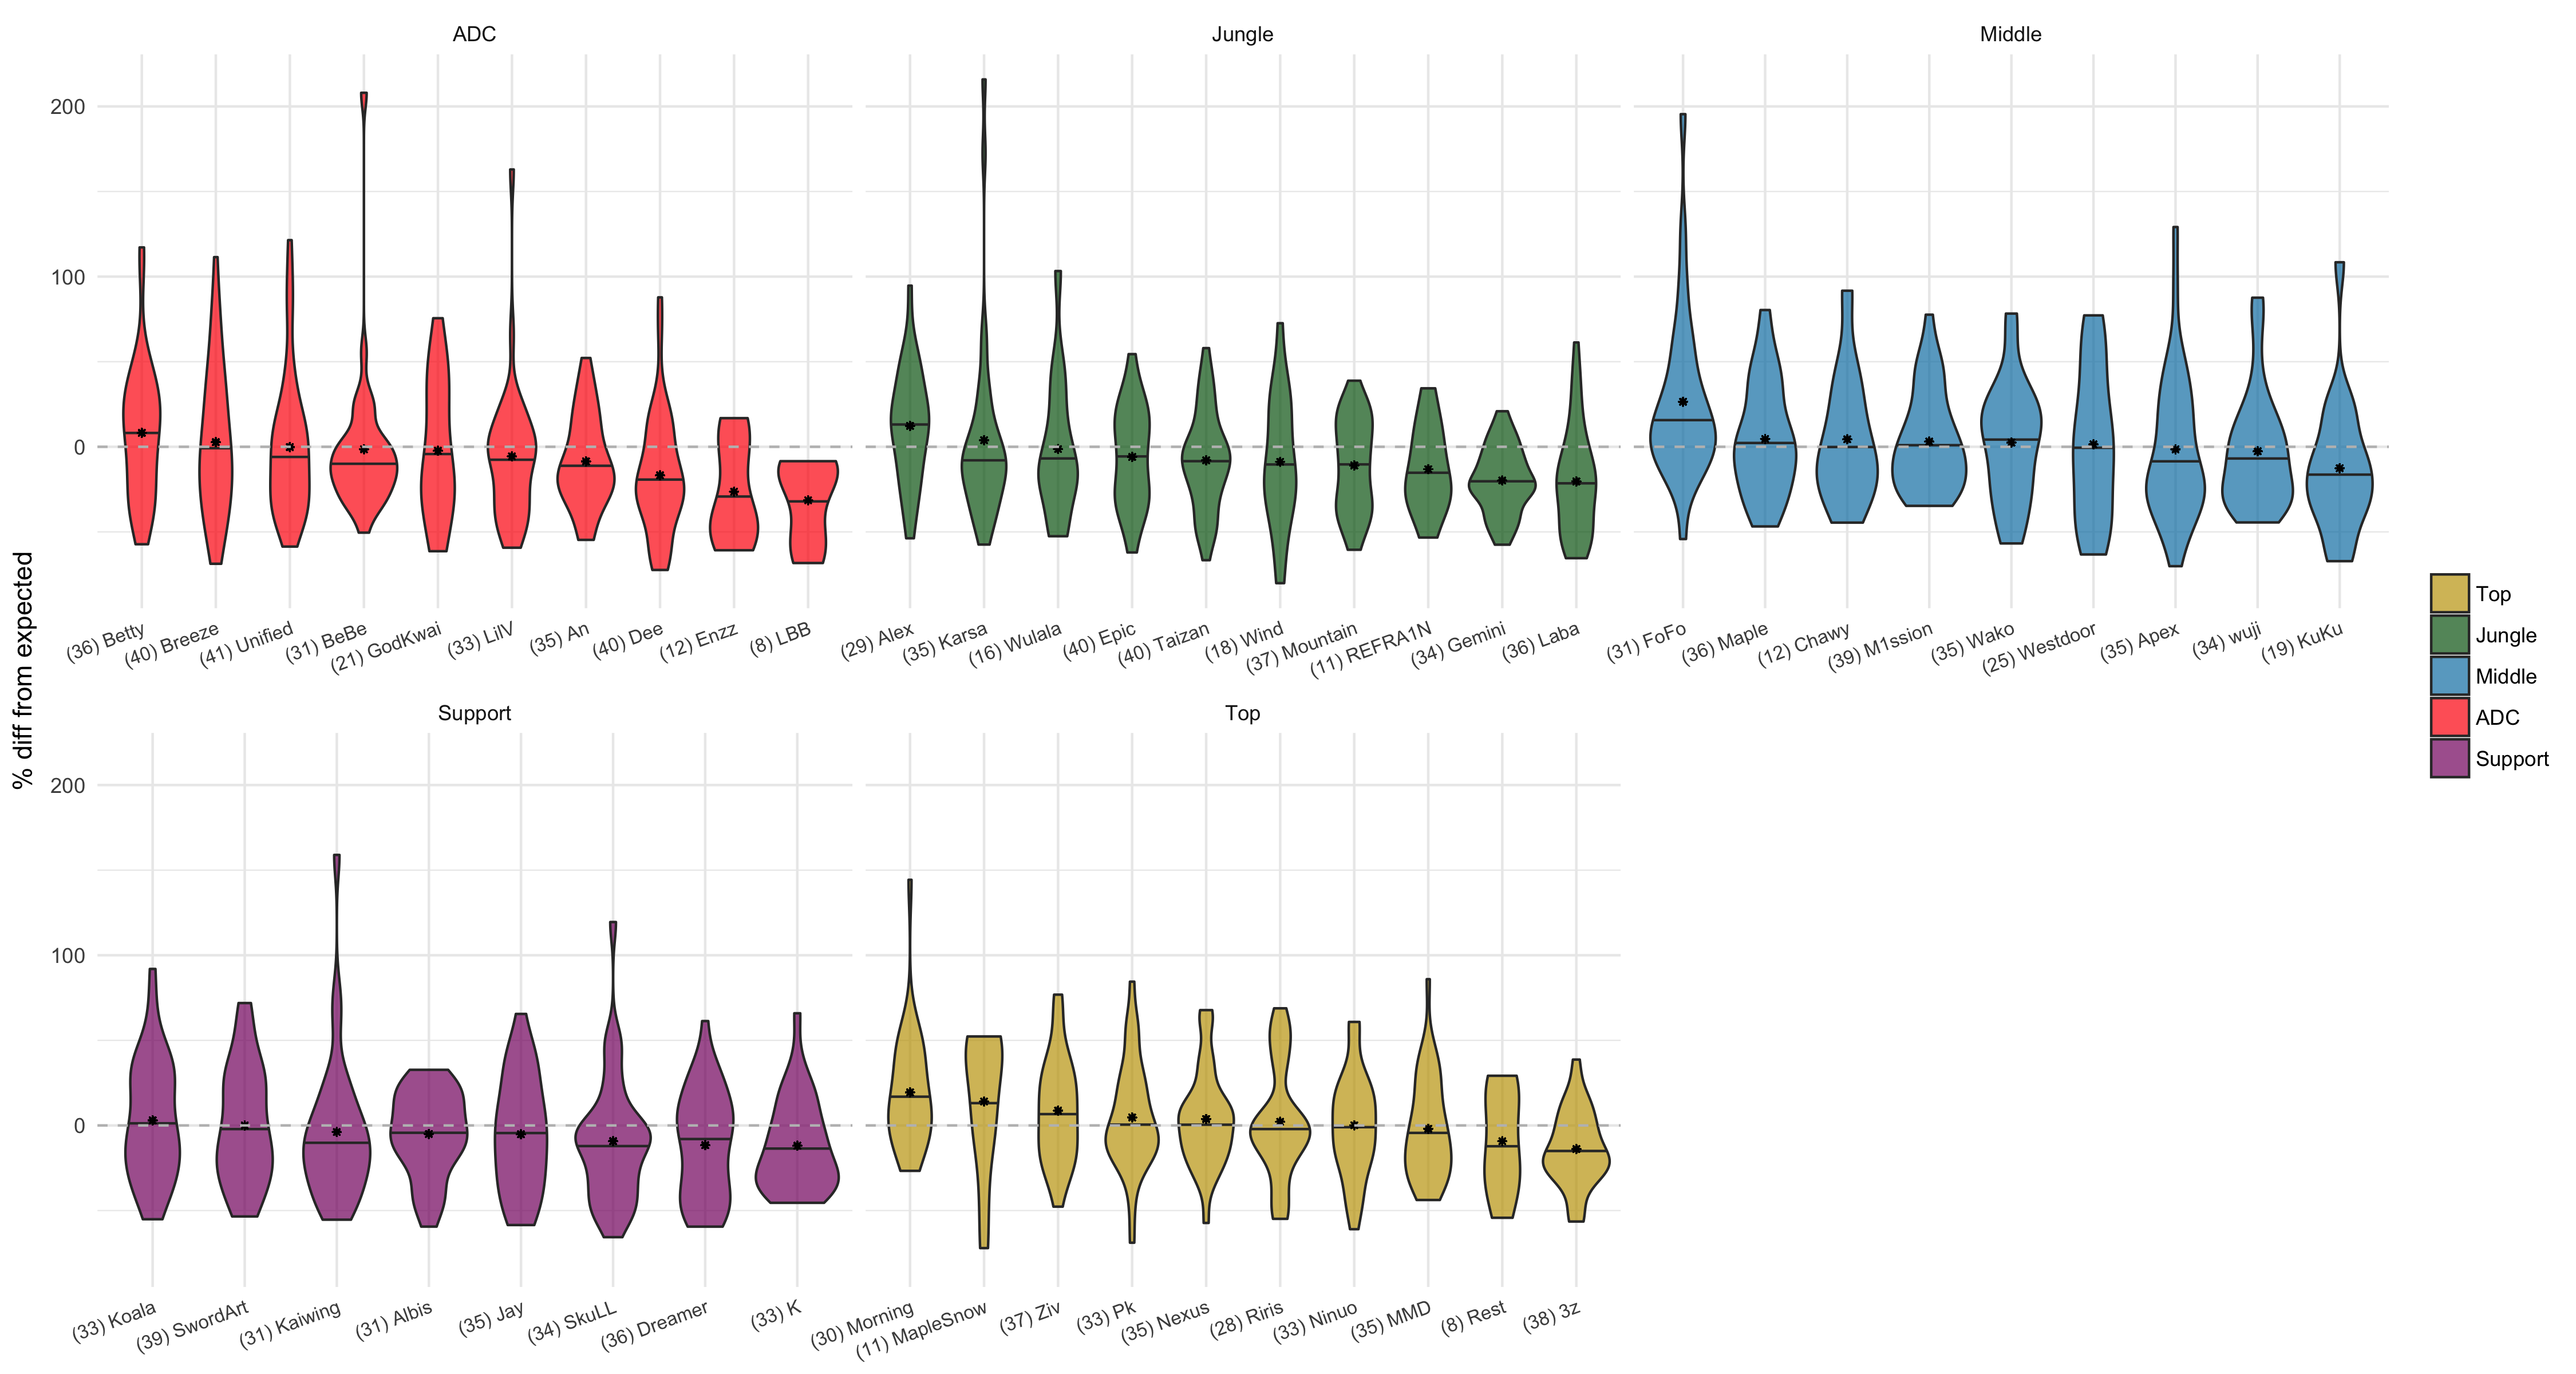 ADC
Jungle
Middle
200
100
0
(36) Betty
(40) Breeze
(41) Unified
(31) BeBe
(21) GodKwai
(33) LilV
(35) An
(40) Dee
(12) Enzz
(8) LBB
(29) Alex
(35) Karsa
(16) Wulala
(40) Epic
(40) Taizan
(18) Wind
(37) Mountain
(11) REFRA1N
(34) Gemini
(36) Laba
(31) FoFo
(36) Maple
(12) Chawy
(39) M1ssion
(35) Wako
(25) Westdoor
(35) Apex
(34) wuji
(19) KuKu
% diff from expected
Support
Top
200
100
0
(33) Koala
(39) SwordArt
(31) Kaiwing
(31) Albis
(35) Jay
(34) SkuLL
(36) Dreamer
(33) K
(30) Morning
(11) MapleSnow
(37) Ziv
(33) Pk
(35) Nexus
(28) Riris
(33) Ninuo
(35) MMD
(8) Rest
(38) 3z
Top
Jungle
Middle
ADC
Support